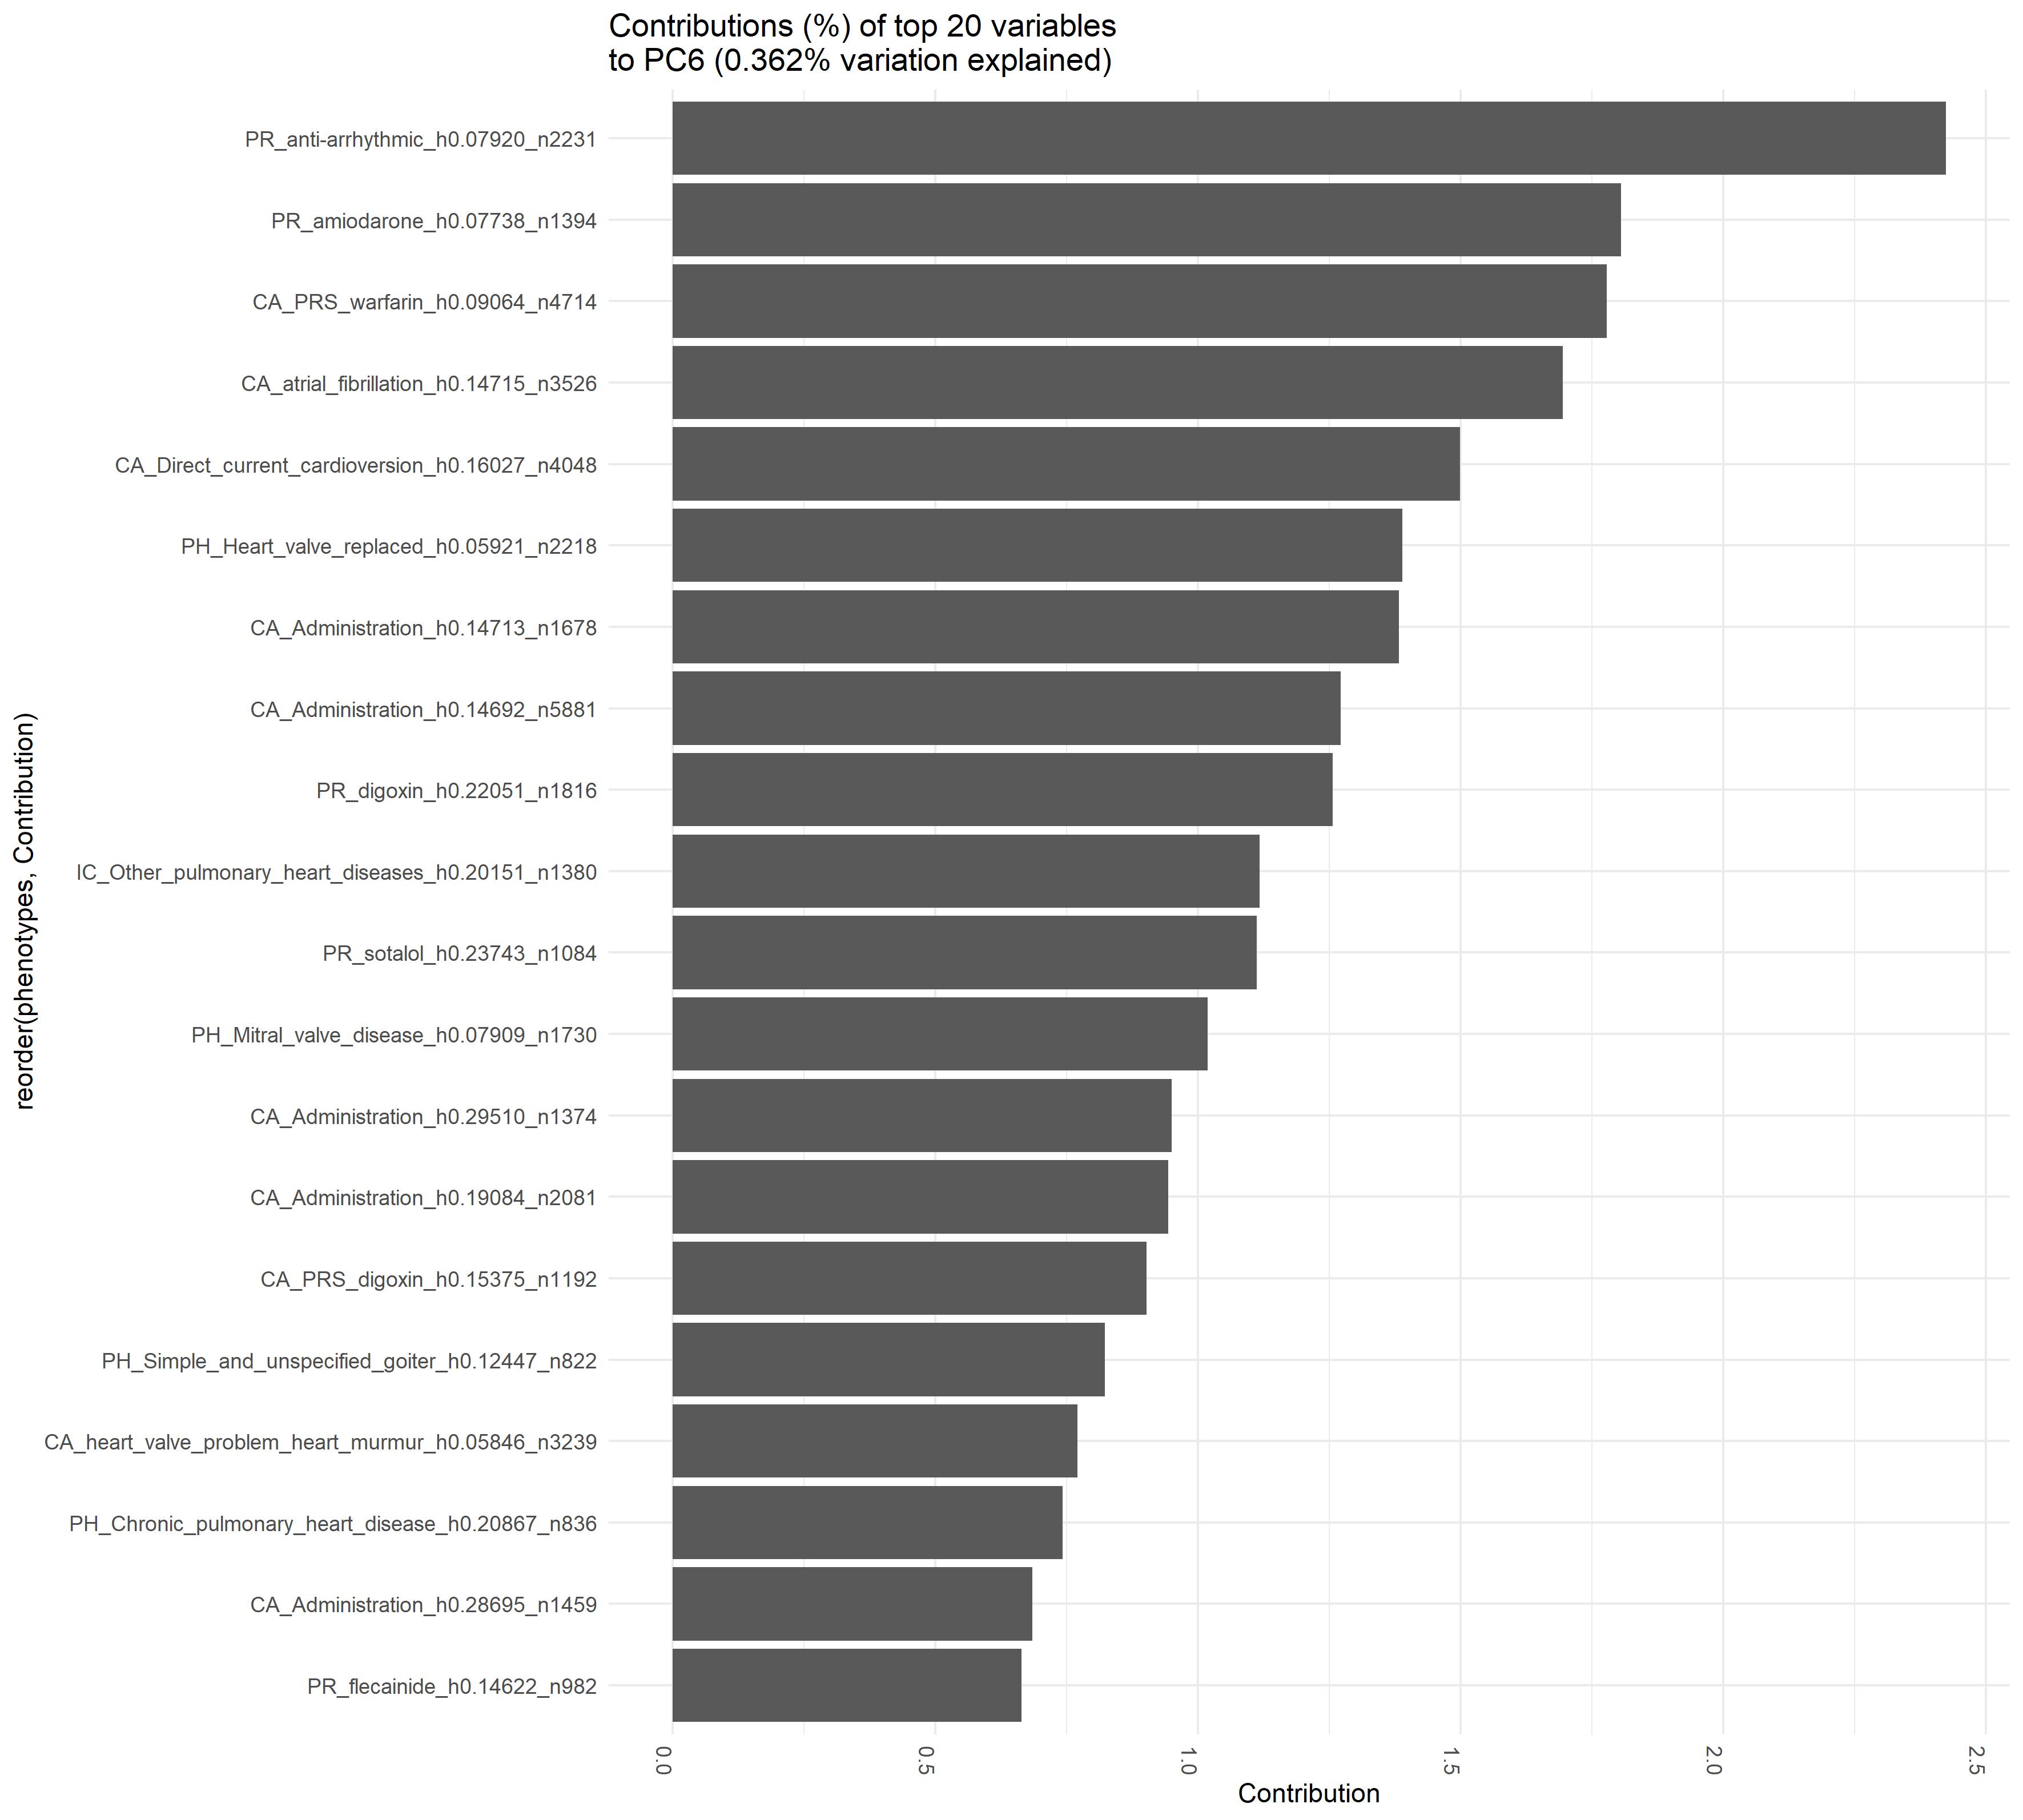 Contributions (%) of top 20 variables
to PC6 (0.362% variation explained)
reorder(phenotypes, Contribution)
PR_anti-arrhythmic_h0.07920_n2231
PR_amiodarone_h0.07738_n1394
CA_PRS_warfarin_h0.09064_n4714
CA_atrial_fibrillation_h0.14715_n3526
CA_Direct_current_cardioversion_h0.16027_n4048
PH_Heart_valve_replaced_h0.05921_n2218
CA_Administration_h0.14713_n1678
CA_Administration_h0.14692_n5881
PR_digoxin_h0.22051_n1816
IC_Other_pulmonary_heart_diseases_h0.20151_n1380
PR_sotalol_h0.23743_n1084
PH_Mitral_valve_disease_h0.07909_n1730
CA_Administration_h0.29510_n1374
CA_Administration_h0.19084_n2081
CA_PRS_digoxin_h0.15375_n1192
PH_Simple_and_unspecified_goiter_h0.12447_n822
CA_heart_valve_problem_heart_murmur_h0.05846_n3239
PH_Chronic_pulmonary_heart_disease_h0.20867_n836
CA_Administration_h0.28695_n1459
PR_flecainide_h0.14622_n982
0.0
0.5
1.0
1.5
2.0
2.5
Contribution